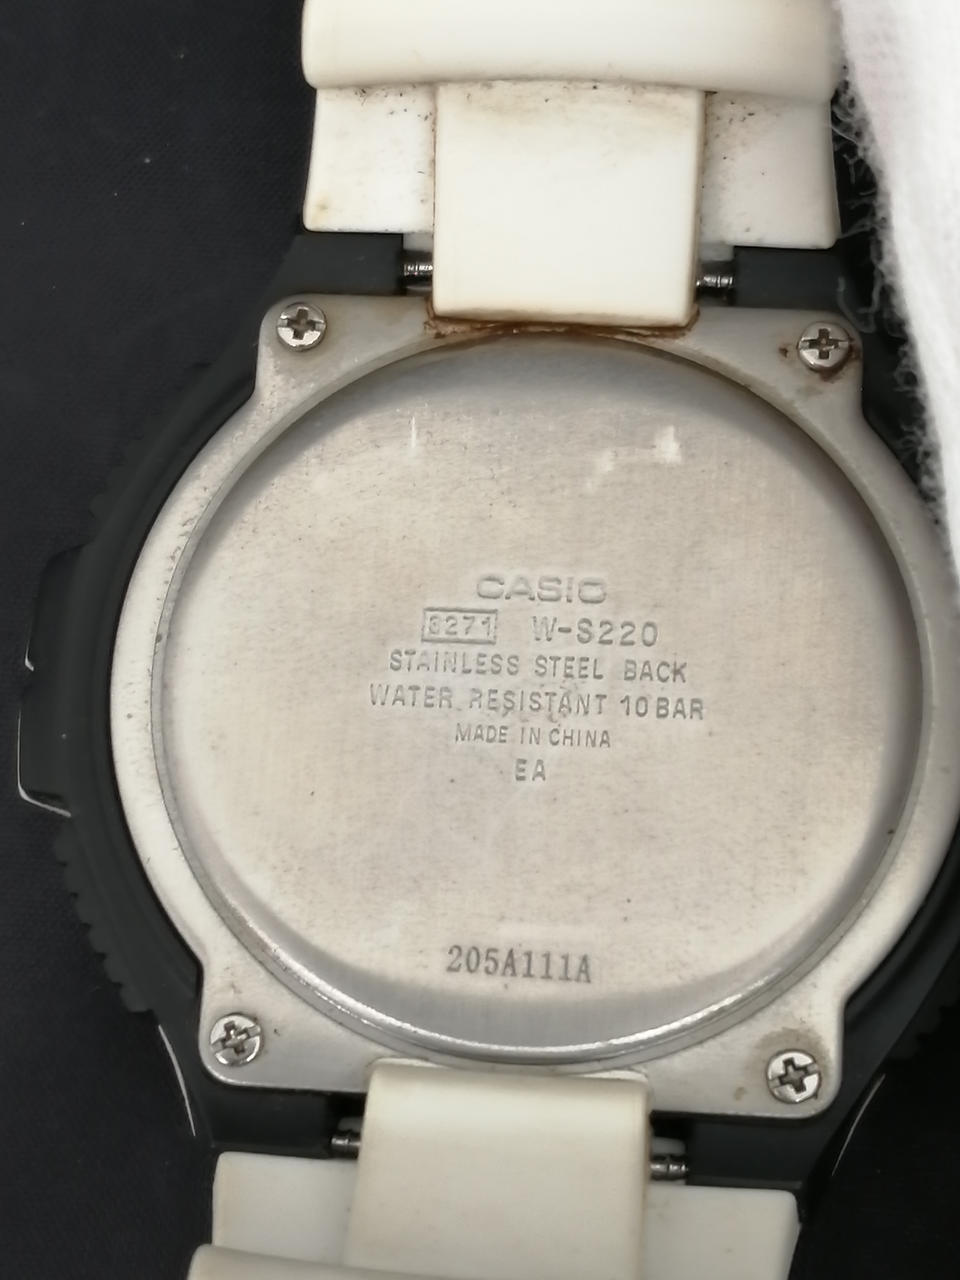 CASIO
3271 W-S220
STAINLESS STEEL BACK
WATER RESISTANT 10BAR
MADE IN CHINA
EA
205A111A